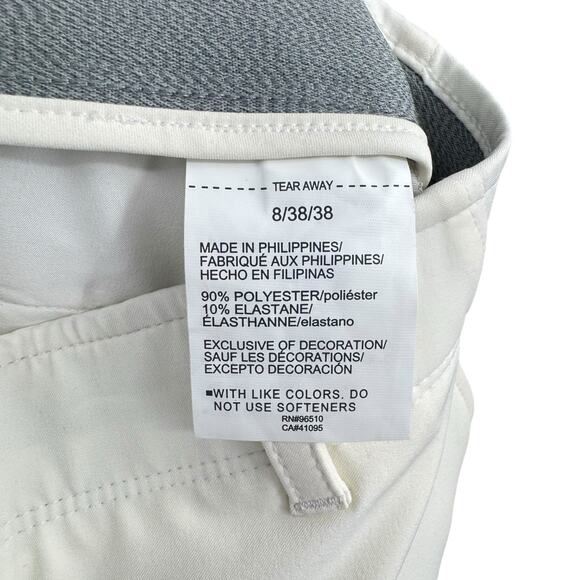 TEAR AWAY
8/38/38
MADE IN PHILIPPINES/
FABRIQUÉ AUX PHILIPPINES/
HECHO EN FILIPINAS
90% POLYESTER/poliéster
10% ELASTANE/
ÉLASTHANNE/elastano
EXCLUSIVE OF DECORATION/
SAUF LES DÉCORATIONS/
EXCEPTO DECORACIÓN
■WITH LIKE COLORS. DO
NOT USE SOFTENERS
RN#96510
CA#41095